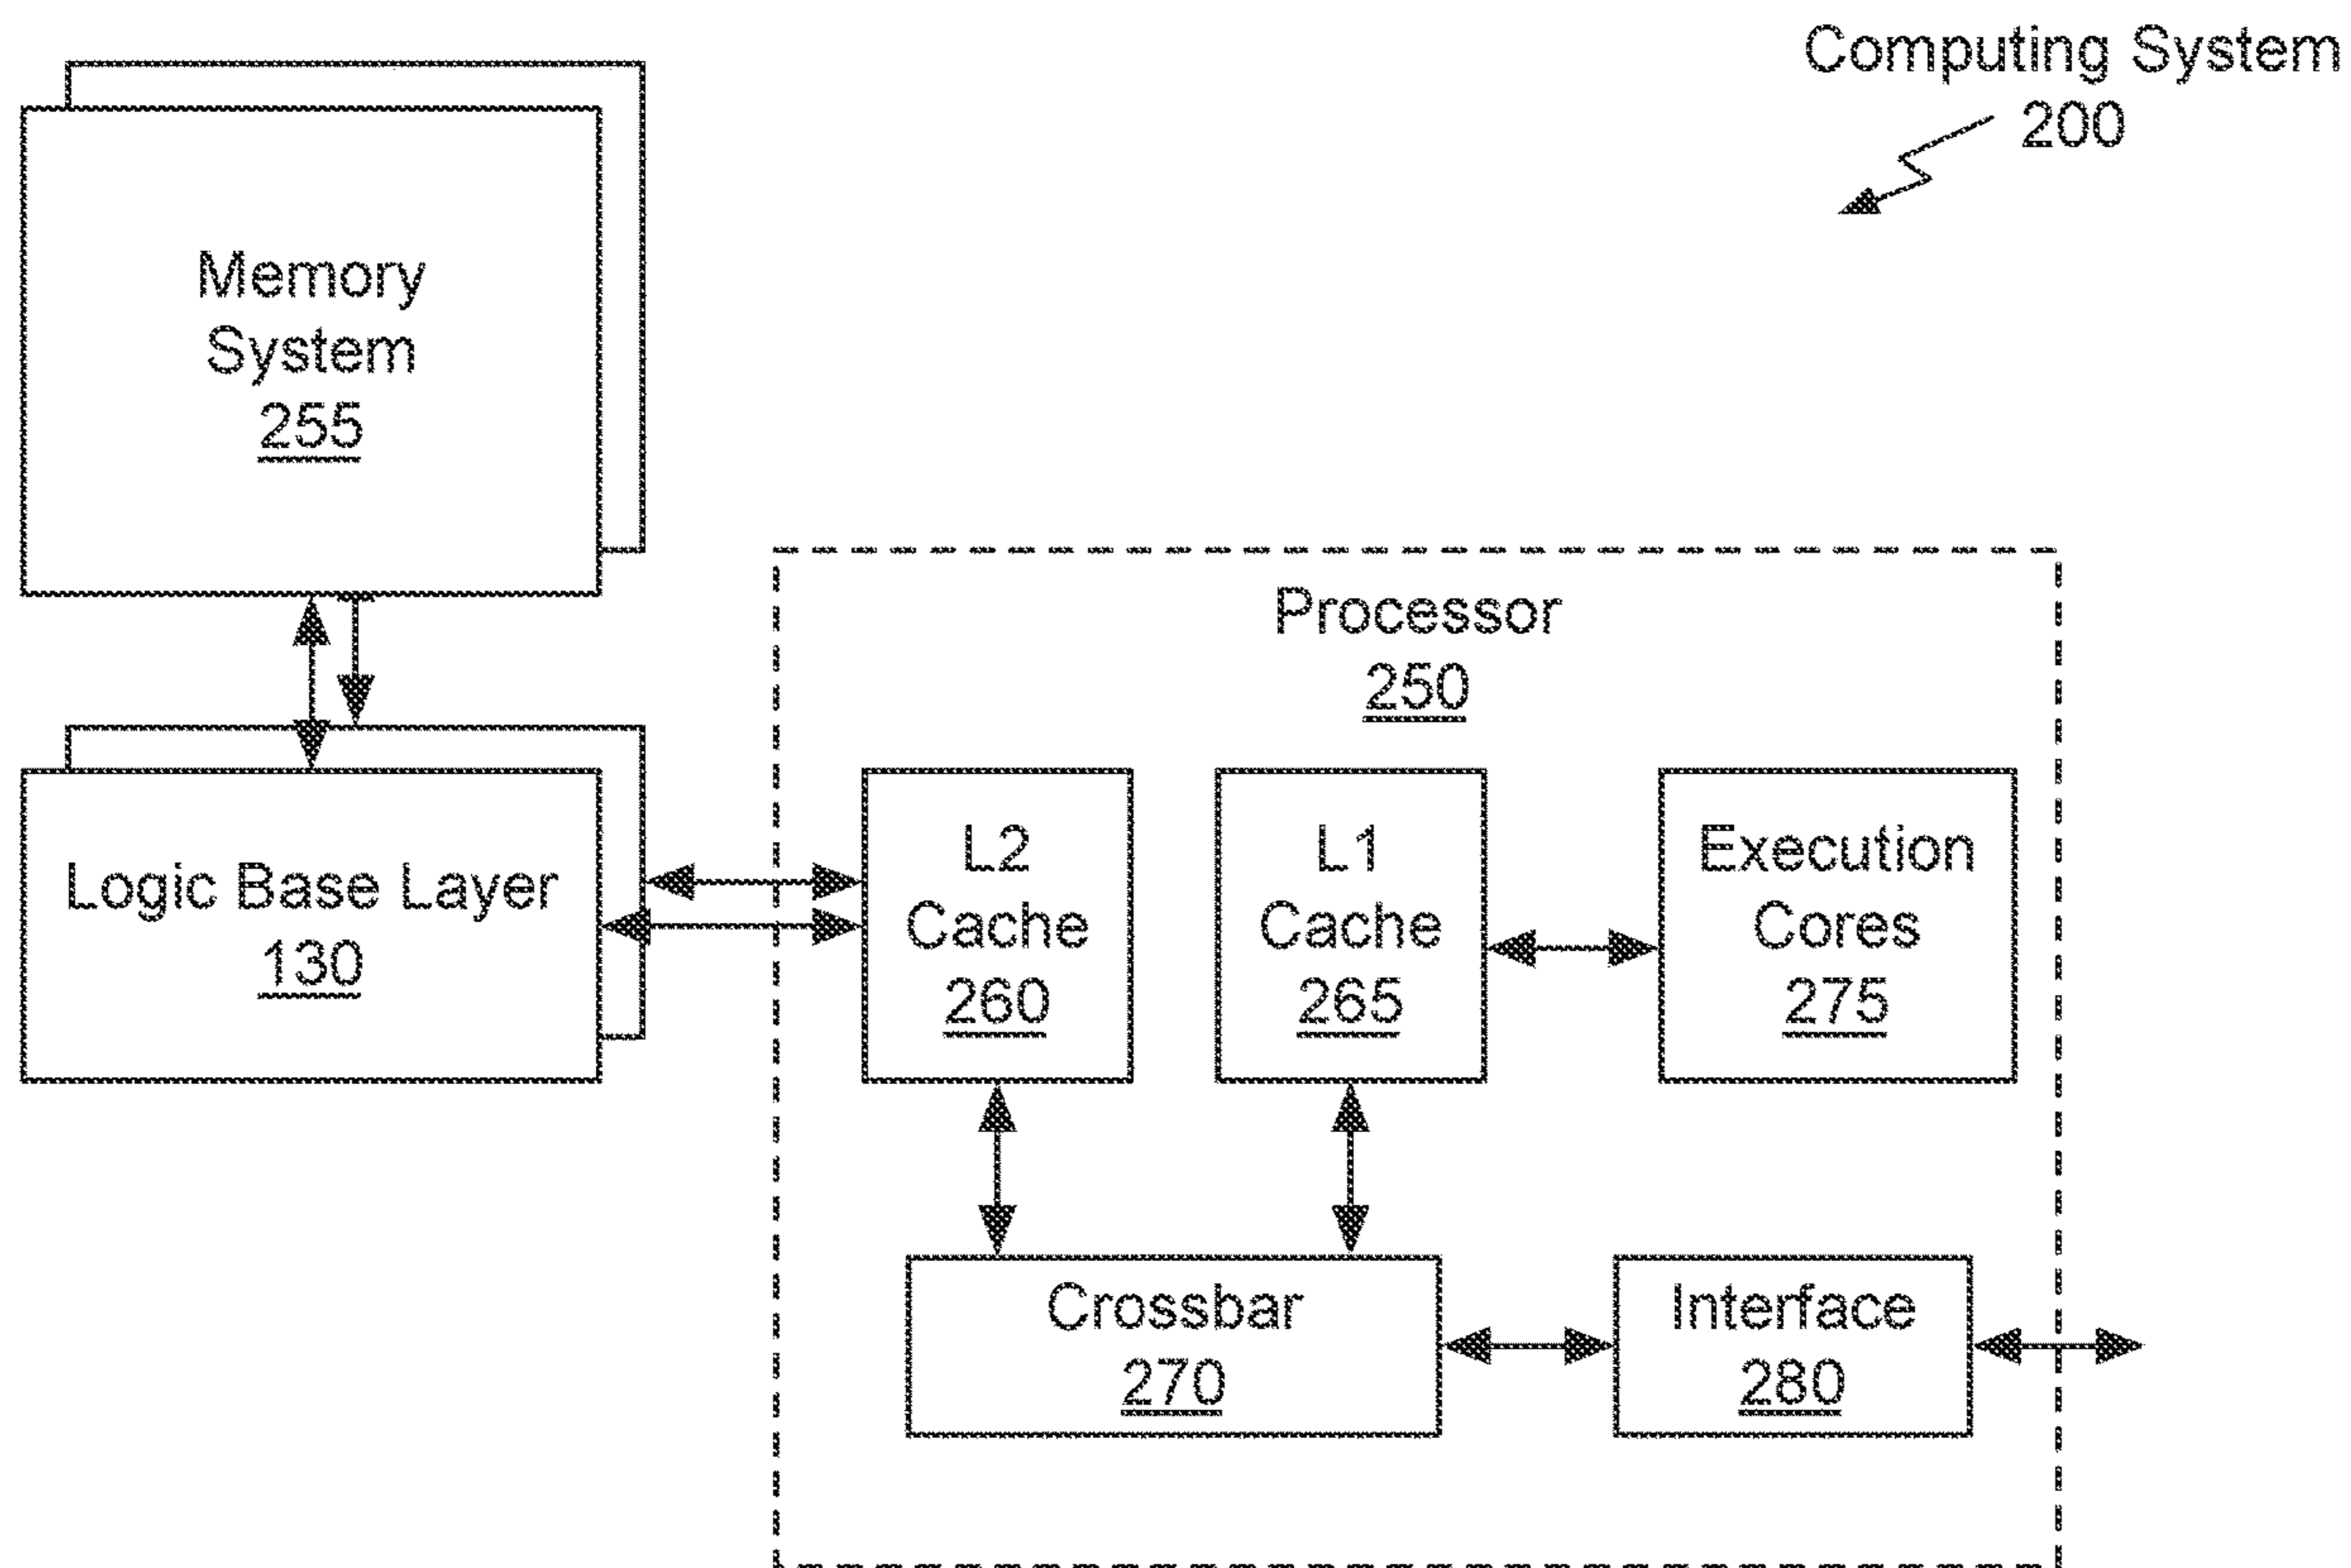 Computing System
200
Memory
System
255
Processor
250
Logic Base Layer
130
L2
Cache
260
L1
Cache
265
Execution
Cores
275
Crossbar
270
Interface
280